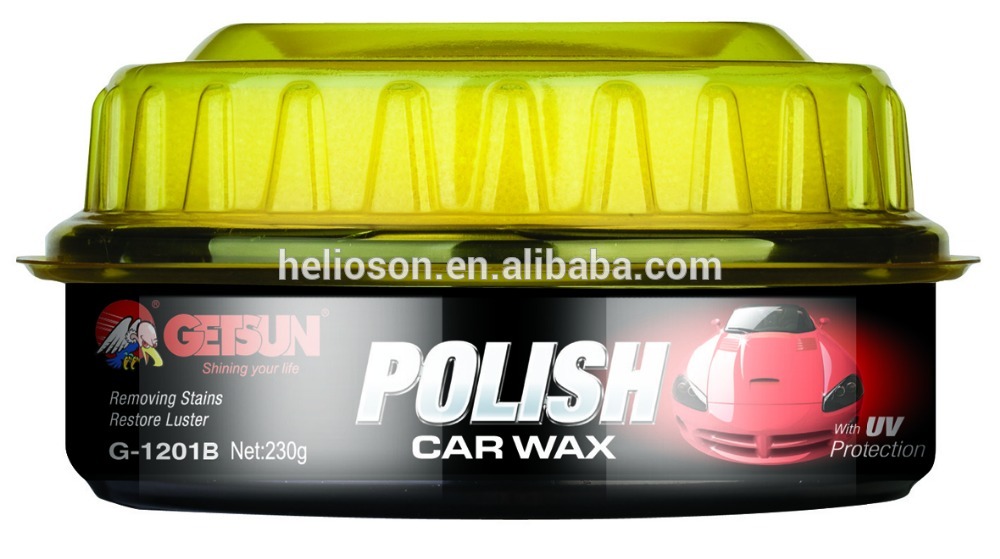 helioson.en.alibaba.com
GETSUN®
Shining your life
Removing Stains
Restore Luster
G-1201B Net:230g
POLISH
CAR WAX
With UV
Protection